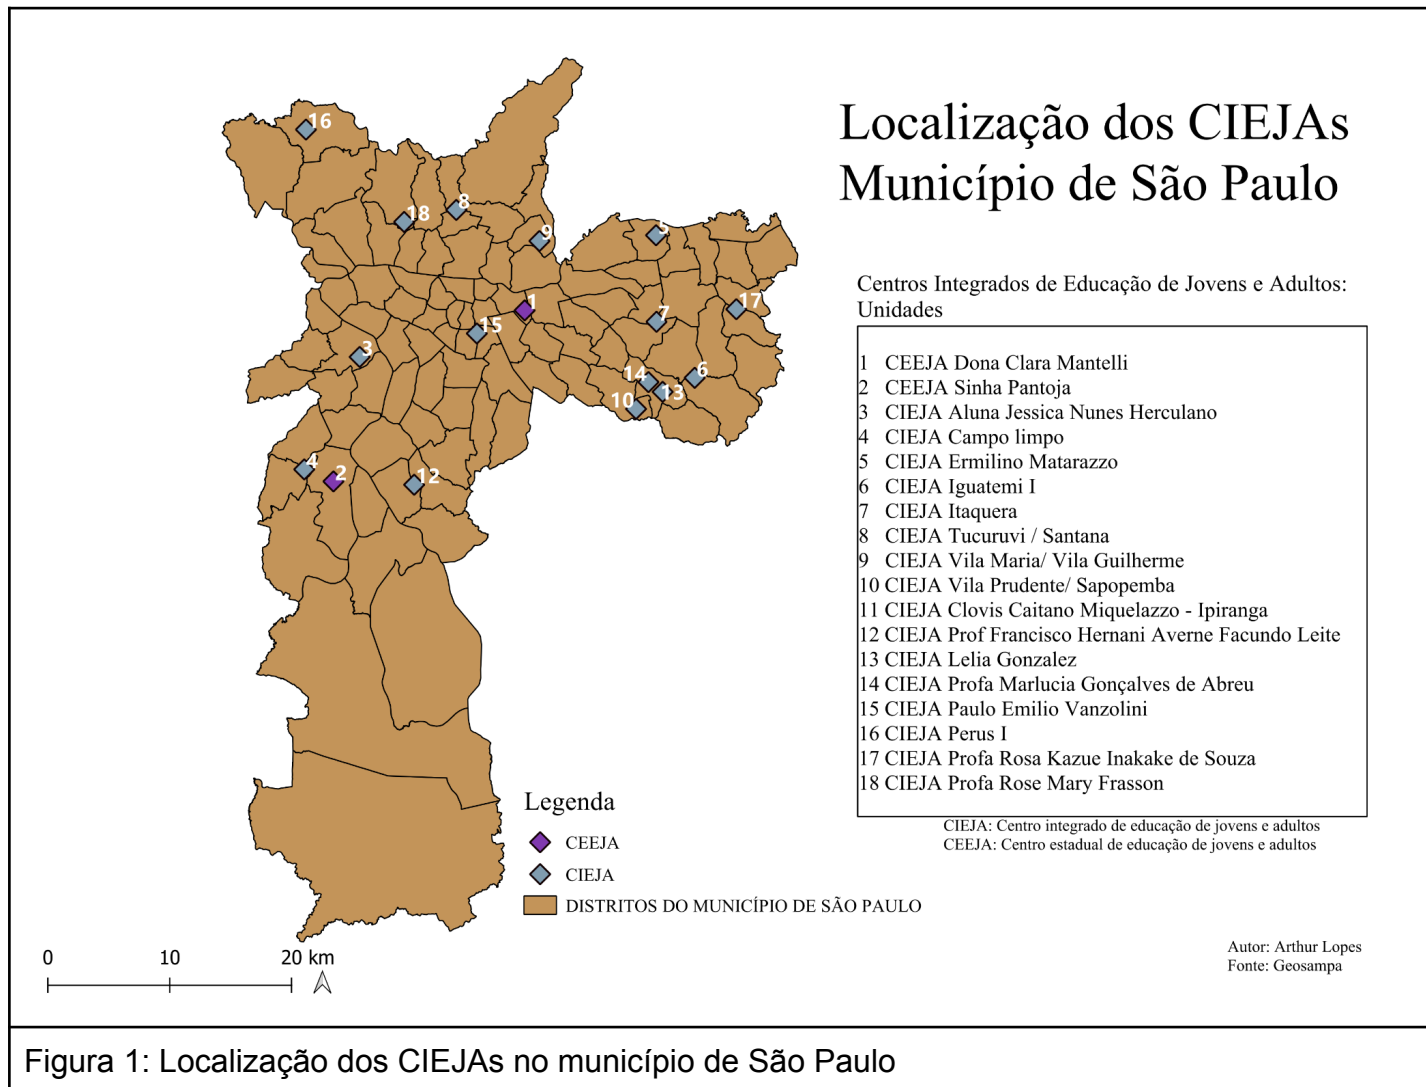 Localização dos CIEJAs
Município de São Paulo
Centros Integrados de Educação de Jovens e Adultos:
Unidades
1 CEEJA Dona Clara Mantelli
2 CEEJA Sinha Pantoja
3 CIEJA Aluna Jessica Nunes Herculano
4 CIEJA Campo limpo
5 CIEJA Ermilino Matarazzo
6 CIEJA Iguatemi I
7 CIEJA Itaquera
8 CIEJA Tucuruvi / Santana
9 CIEJA Vila Maria/ Vila Guilherme
10 CIEJA Vila Prudente/ Sapopemba
11 CIEJA Clovis Caitano Miquelazzo - Ipiranga
12 CIEJA Prof Francisco Hernani Averne Facundo Leite
13 CIEJA Lelia Gonzalez
14 CIEJA Profa Marlucia Gonçalves de Abreu
15 CIEJA Paulo Emilio Vanzolini
16 CIEJA Perus I
17 CIEJA Profa Rosa Kazue Inakake de Souza
18 CIEJA Profa Rose Mary Frasson
CIEJA: Centro integrado de educação de jovens e adultos
CEEJA: Centro estadual de educação de jovens e adultos
16
8
18
9
5
1
17
7
15
3
14
6
13
10
4
2
12
Legenda
CEEJA
CIEJA
DISTRITOS DO MUNICÍPIO DE SÃO PAULO
0 10 20 km
Autor: Arthur Lopes
Fonte: Geosampa
Figura 1: Localização dos CIEJAs no município de São Paulo